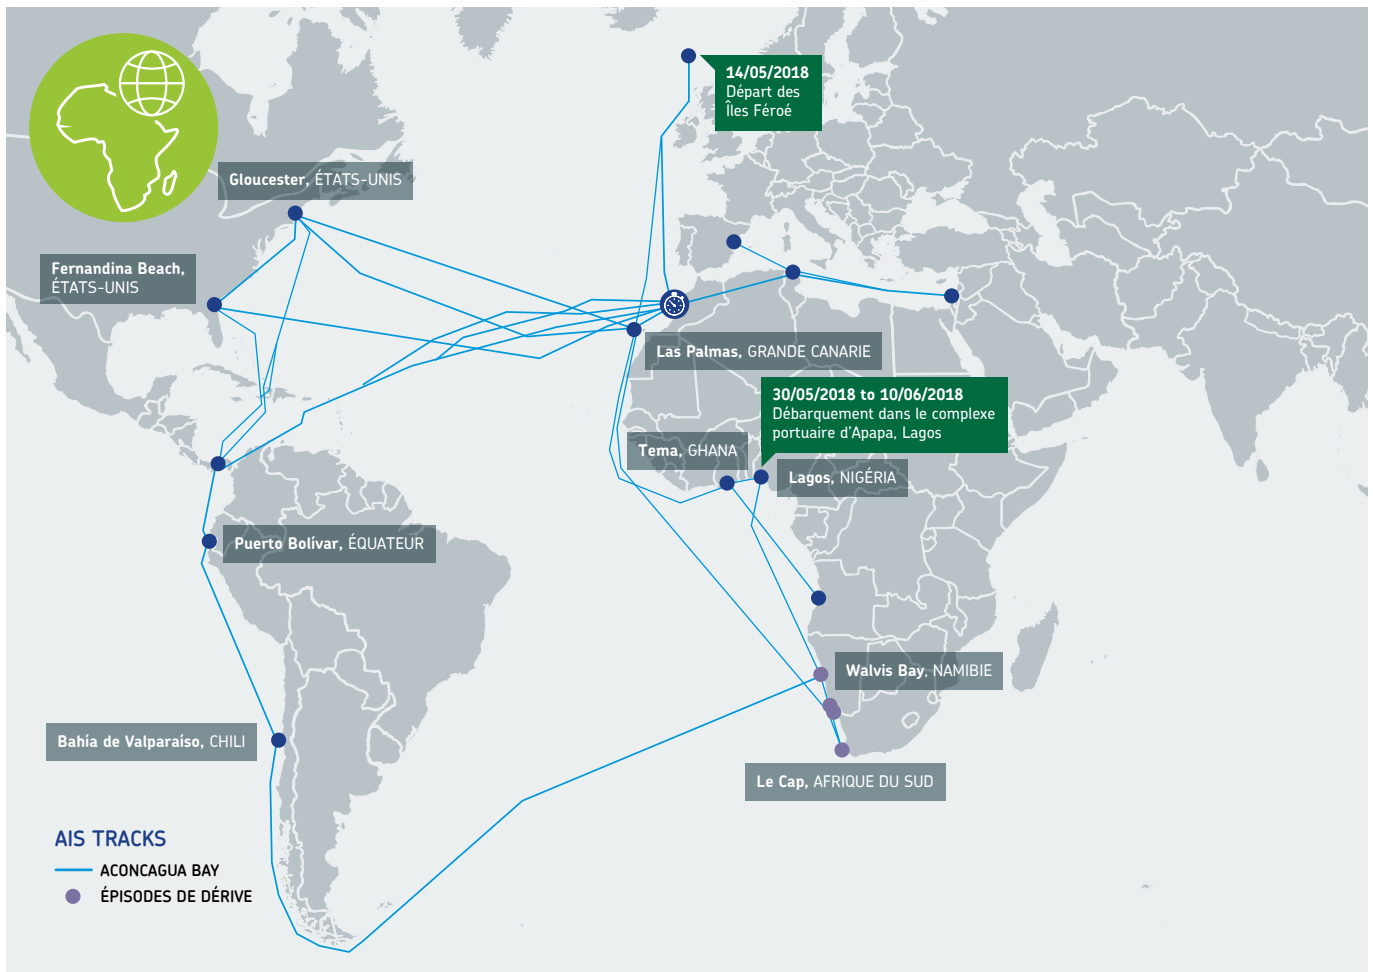 14/05/2018
Départ des
Îles Féroé
Gloucester, ÉTATS-UNIS
Fernandina Beach,
ÉTATS-UNIS
Las Palmas, GRANDE CANARIE
30/05/2018 to 10/06/2018
Débarquement dans le complexe
portuaire d'Apapa, Lagos
Tema, GHANA
Lagos, NIGÉRIA
Puerto Bolívar, ÉQUATEUR
Walvis Bay, NAMIBIE
Bahía de Valparaíso, CHILI
Le Cap, AFRIQUE DU SUD
AIS TRACKS
ACONCAGUA BAY
ÉPISODES DE DÉRIVE